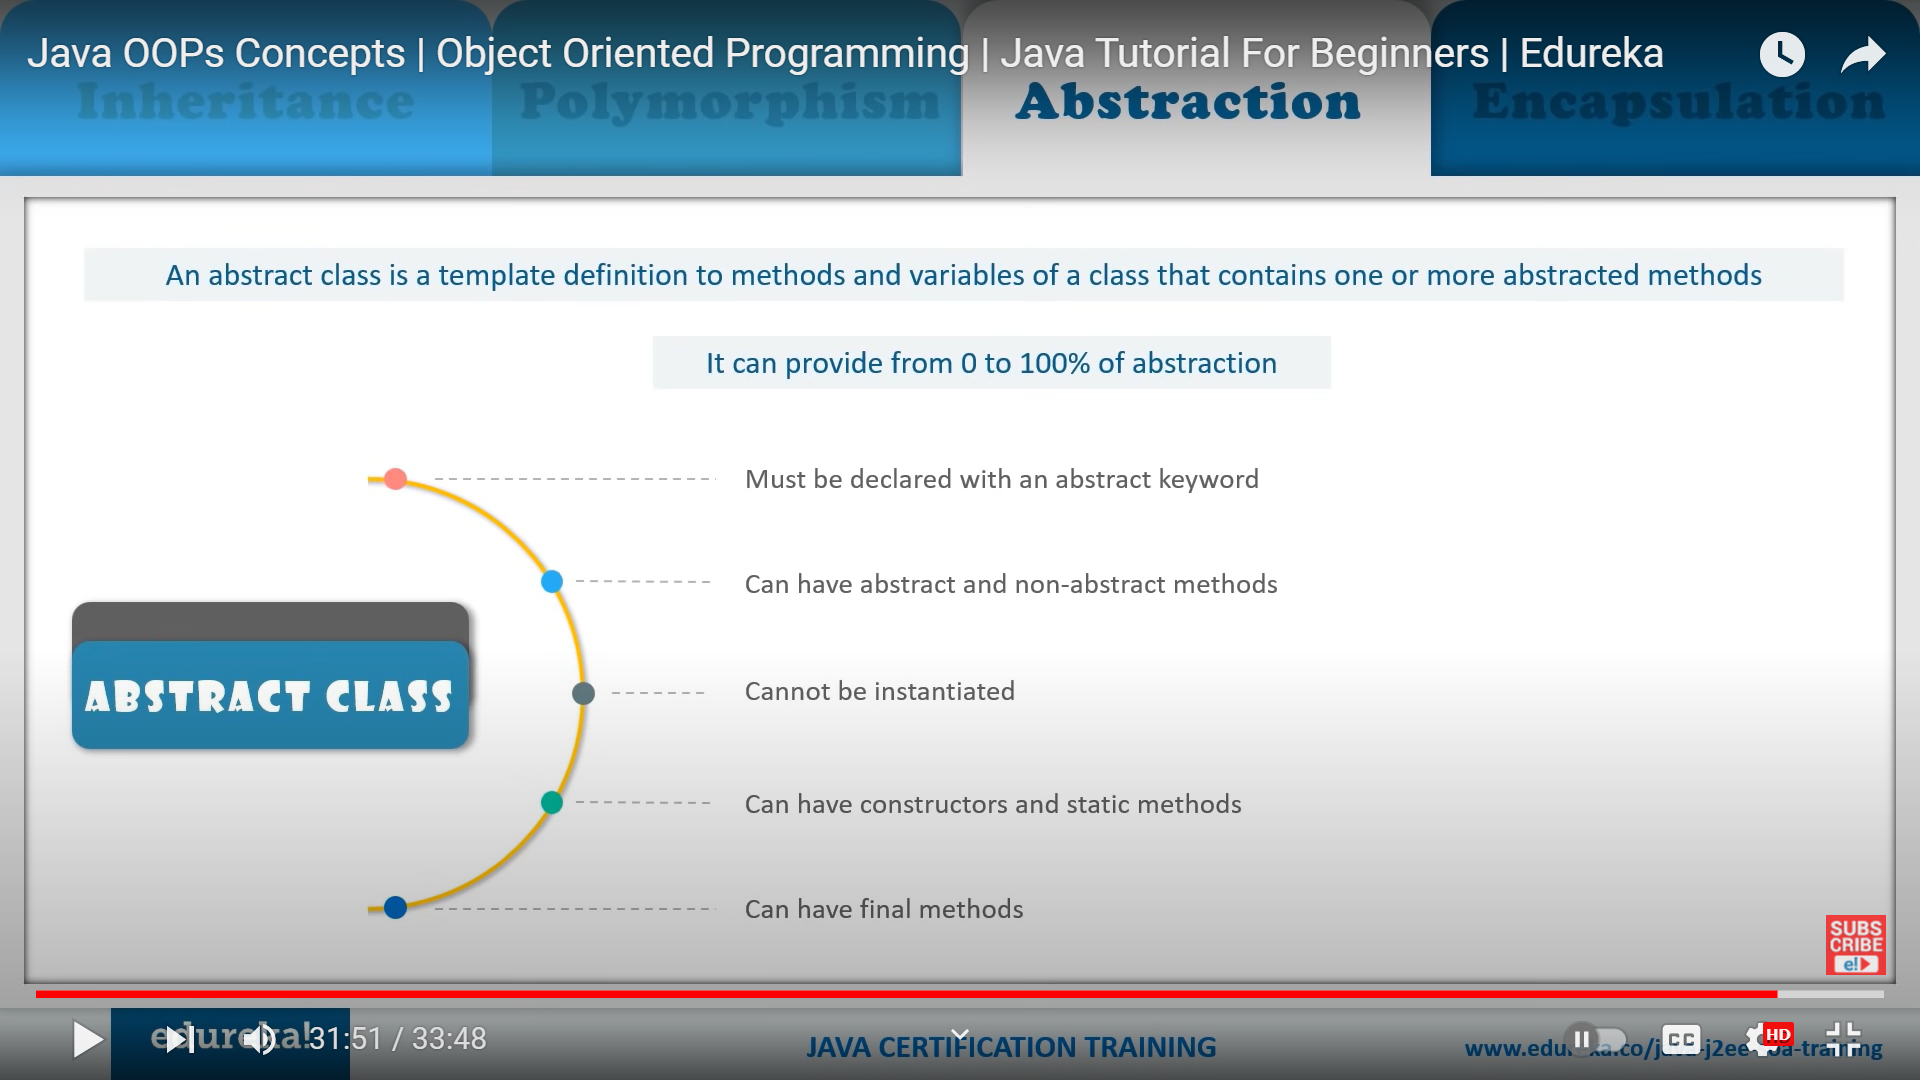 Java OOPs Concepts | Object Oriented Programming | Java Tutorial For Beginners | Edureka
Inheritance Polymorphism Abstraction Encapsulation
An abstract class is a template definition to methods and variables of a class that contains one or more abstracted methods
It can provide from 0 to 100% of abstraction
Must be declared with an abstract keyword
Can have abstract and non-abstract methods
Cannot be instantiated
ABSTRACT CLASS
Can have constructors and static methods
Can have final methods
SUBS
CRIBE
e!
edureka! 31:51 / 33:48
JAVA CERTIFICATION TRAINING
CC HD